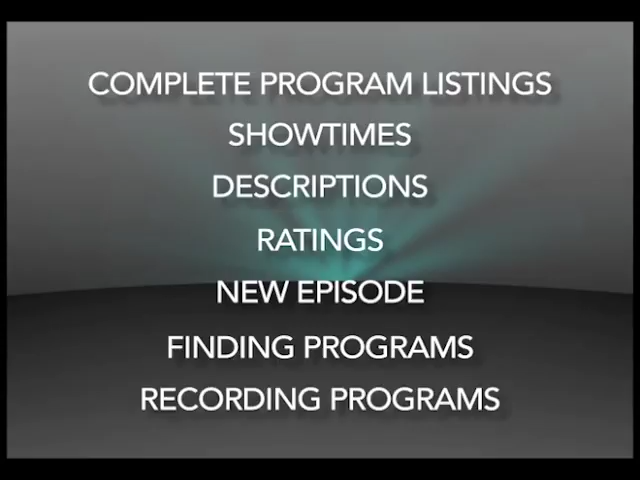 COMPLETE PROGRAM LISTINGS
SHOWTIMES
DESCRIPTIONS
RATINGS
NEW EPISODE
FINDING PROGRAMS
RECORDING PROGRAMS